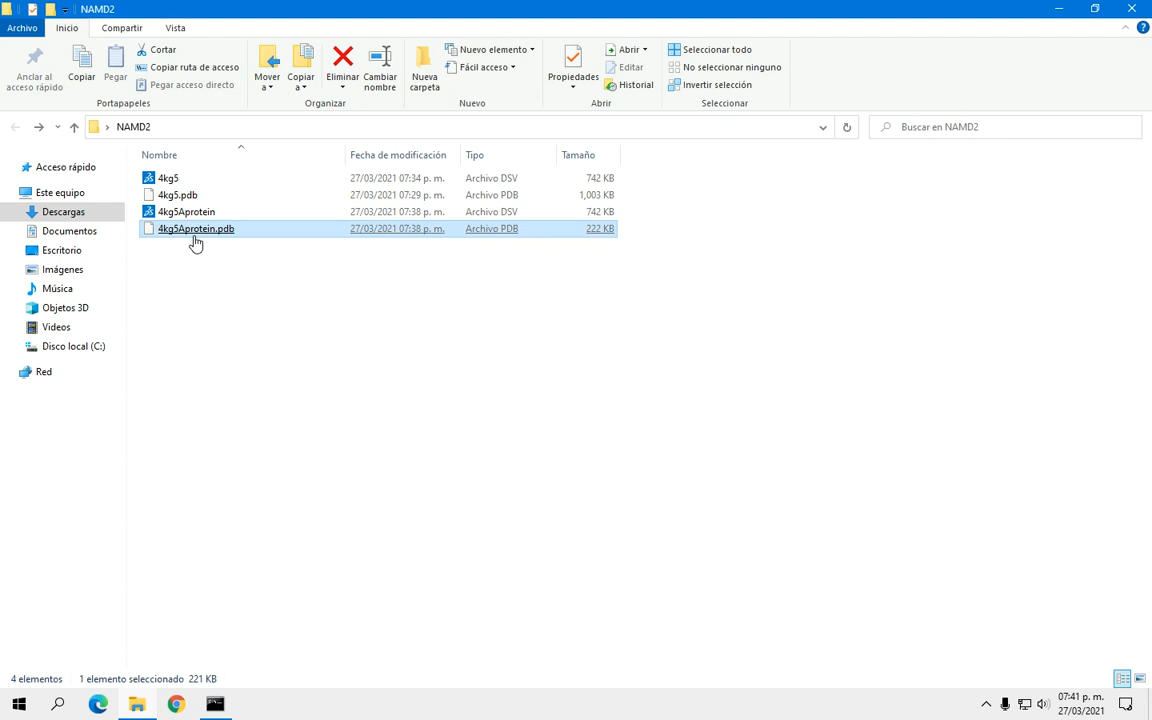 NAMD2
Archivo Inicio Compartir Vista
Anclar al acceso rápido
Copiar
Pegar
Cortar
Copiar ruta de acceso
Pegar acceso directo
Portapapeles
Mover a
Copiar a
Eliminar
Cambiar nombre
Organizar
Nueva carpeta
Nuevo elemento
Fácil acceso
Nuevo
Propiedades
Abrir
Editar
Historial
Abrir
Seleccionar todo
No seleccionar ninguno
Invertir selección
Seleccionar
NAMD2
Buscar en NAMD2
Acceso rápido
Este equipo
Descargas
Documentos
Escritorio
Imágenes
Música
Objetos 3D
Videos
Disco local (C:)
Red
Nombre Fecha de modificación Tipo Tamaño
4kg5 27/03/2021 07:34 p. m. Archivo DSV 742 KB
4kg5.pdb 27/03/2021 07:29 p. m. Archivo PDB 1,003 KB
4kg5Aprotein 27/03/2021 07:38 p. m. Archivo DSV 742 KB
4kg5Aprotein.pdb 27/03/2021 07:38 p. m. Archivo PDB 222 KB
4 elementos 1 elemento seleccionado 221 KB
07:41 p. m.
27/03/2021